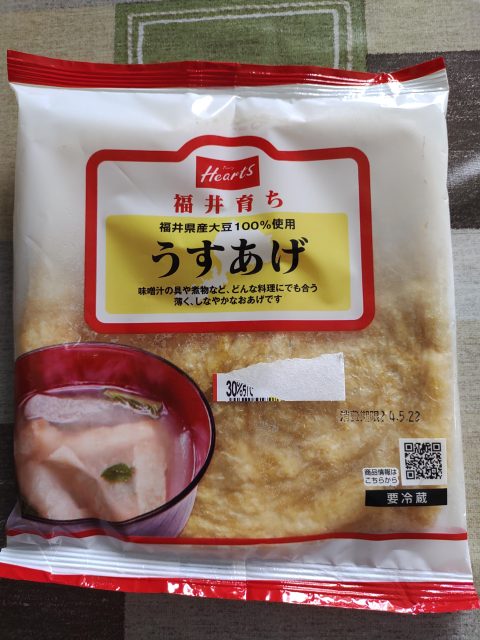 Hearts
福井育ち
福井県産大豆100%使用
うすあげ
味噌汁の具や煮物など、どんな料理にでも合う
薄く、しなやかなおあげです
30%
4.5.23
商品情報は
こちらから
要冷蔵